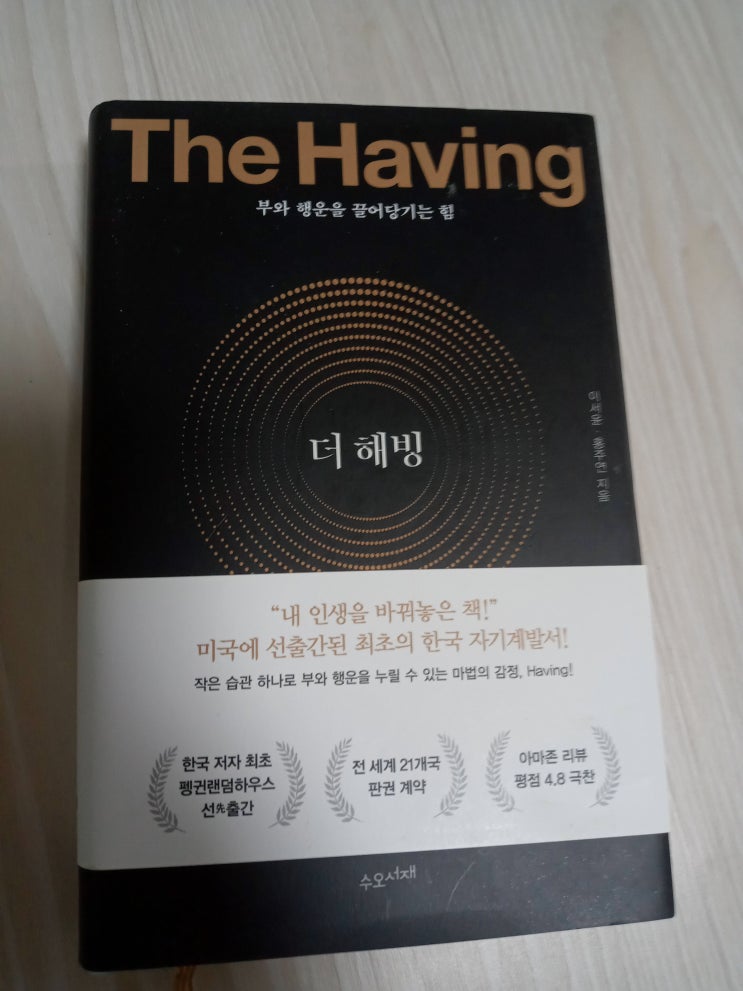 The Having
부와 행운을 끌어당기는 힘
더 해빙
이서윤 홍주연 지음
“내 인생을 바꿔놓은 책!”
미국에 선출간된 최초의 한국 자기계발서!
작은 습관 하나로 부와 행운을 누릴 수 있는 마법의 감정, Having!
한국 저자 최초
펭귄랜덤하우스
선先출간
전 세계 21개국
판권 계약
아마존 리뷰
평점 4.8 극찬
수오서재